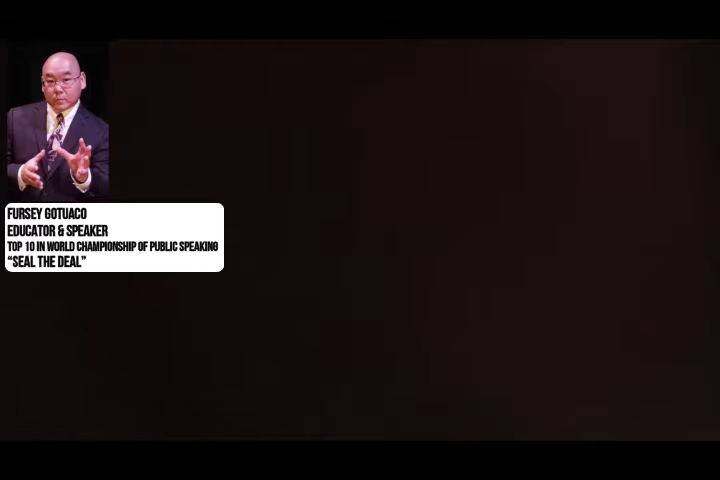 FURSEY GOTUACO
EDUCATOR & SPEAKER
TOP 10 IN WORLD CHAMPIONSHIP OF PUBLIC SPEAKING
“SEAL THE DEAL”